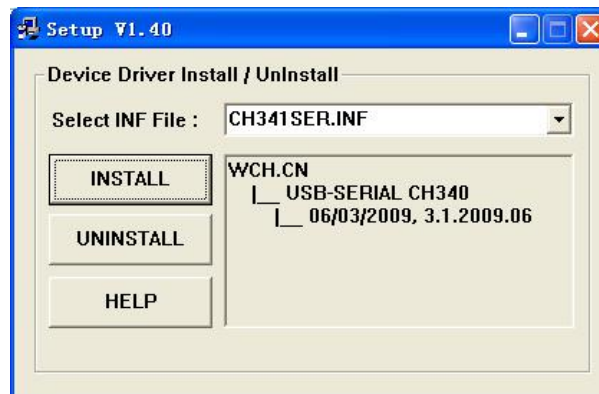 Setup V1.40
Device Driver Install / UnInstall
Select INF File :
CH341SER.INF
INSTALL
UNINSTALL
HELP
WCH.CN
|__ USB-SERIAL CH340
|__ 06/03/2009, 3.1.2009.06